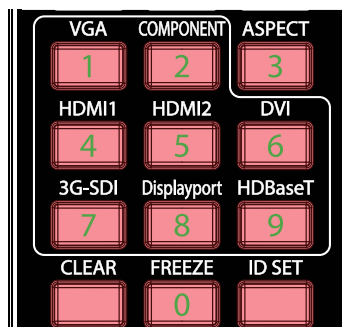 VGA COMPONENT ASPECT
1 2 3
HDMI1 HDMI2 DVI
4 5 6
3G-SDI Displayport HDBaseT
7 8 9
CLEAR FREEZE ID SET
0